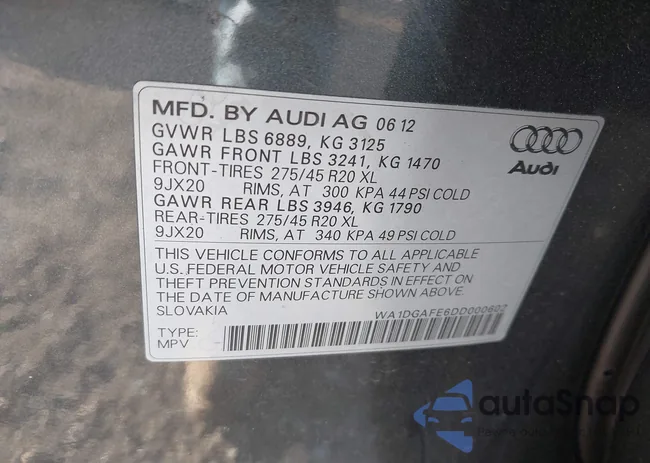 MFD. BY AUDI AG 06 12
GVWR LBS 6889, KG 3125
GAWR FRONT LBS 3241, KG 1470
FRONT-TIRES 275/45 R20 XL
9JX20 RIMS, AT 300 KPA 44 PSI COLD
GAWR REAR LBS 3946, KG 1790
REAR-TIRES 275/45 R20 XL
9JX20 RIMS, AT 340 KPA 49 PSI COLD
Audi
THIS VEHICLE CONFORMS TO ALL APPLICABLE
U.S. FEDERAL MOTOR VEHICLE SAFETY AND
THEFT PREVENTION STANDARDS IN EFFECT ON
THE DATE OF MANUFACTURE SHOWN ABOVE.
SLOVAKIA
WA1DGAFE6DD000602
TYPE:
MPV
autoSnap